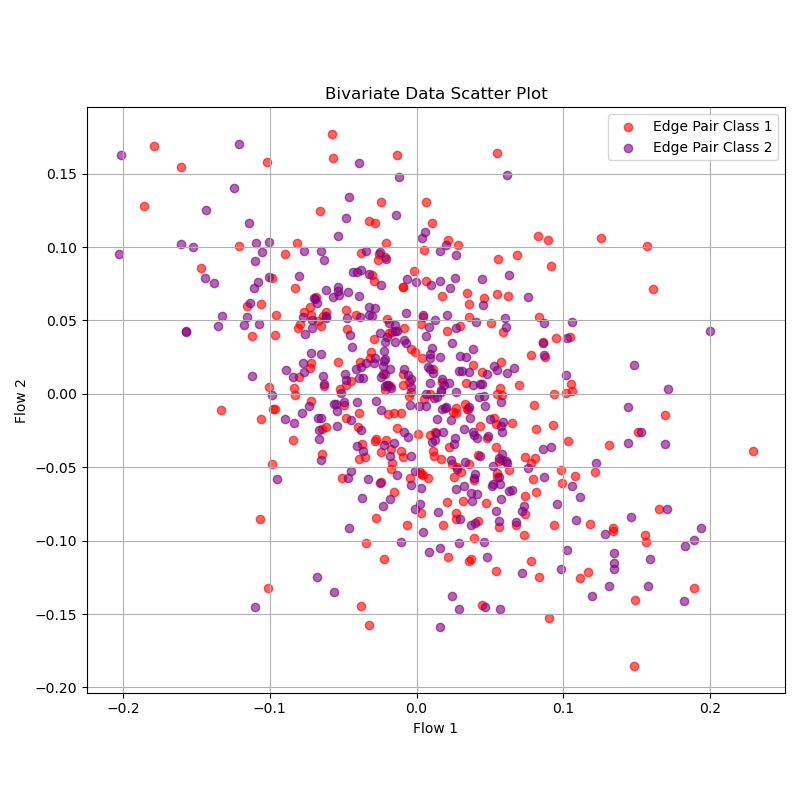 Bivariate Data Scatter Plot
Edge Pair Class 1
Edge Pair Class 2
0.15
0.10
0.05
0.00
−0.05
−0.10
−0.15
−0.20
Flow 2
−0.2
−0.1
0.0
0.1
0.2
Flow 1